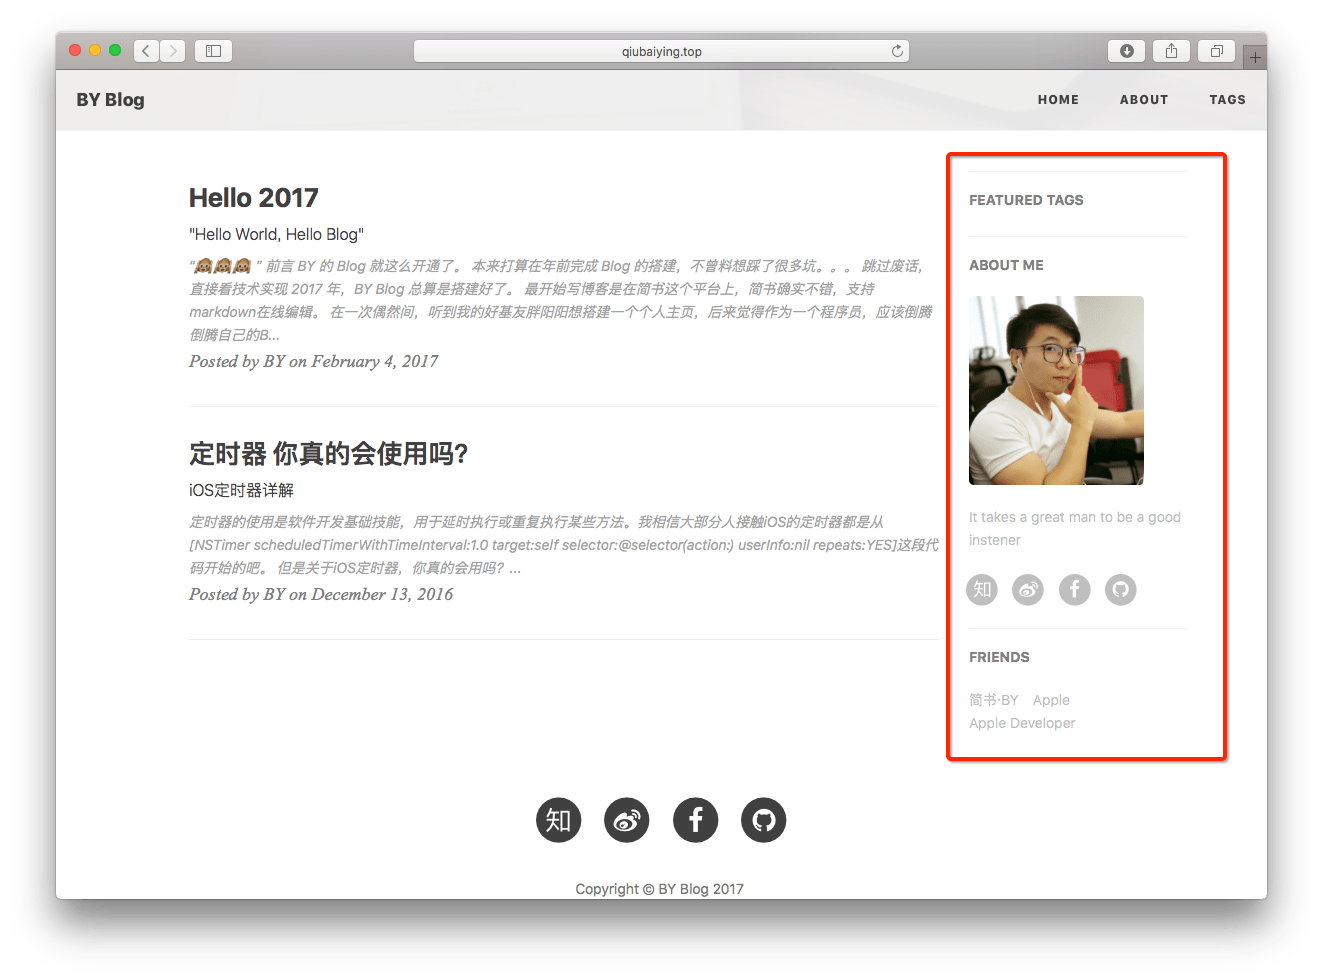 qiubaiying.top
BY Blog
HOME
ABOUT
TAGS
Hello 2017
"Hello World, Hello Blog"
“🙉🙉🙉 ” 前言 BY 的 Blog 就这么开通了。 本来打算在年前完成 Blog 的搭建，不曾料想踩了很多坑。。。 跳过废话，
直接看技术实现 2017 年，BY Blog 总算是搭建好了。 最开始写博客是在简书这个平台上，简书确实不错，支持
markdown在线编辑。 在一次偶然间，听到我的好基友胖阳阳想搭建一个个人主页，后来觉得作为一个程序员，应该倒腾
倒腾自己的B...
Posted by BY on February 4, 2017
定时器 你真的会使用吗?
iOS定时器详解
定时器的使用是软件开发基础技能，用于延时执行或重复执行某些方法。我相信大部分人接触iOS的定时器都是从
[NSTimer scheduledTimerWithTimeInterval:1.0 target:self selector:@selector(action:) userInfo:nil repeats:YES]这段代
码开始的吧。 但是关于iOS定时器，你真的会用吗？...
Posted by BY on December 13, 2016
FEATURED TAGS
ABOUT ME
It takes a great man to be a good
instener
知
FRIENDS
简书·BY Apple
Apple Developer
知
Copyright © BY Blog 2017